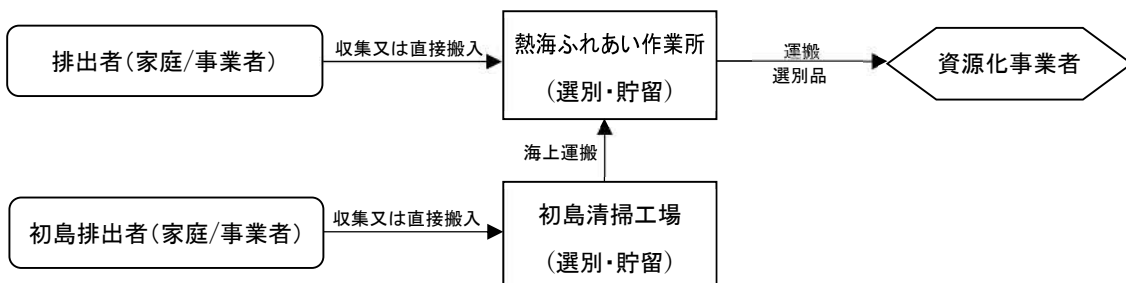 排出者(家庭/事業者)
収集又は直接搬入
熱海ふれあい作業所
(選別・貯留)
運搬
選別品
資源化事業者
海上運搬
初島排出者(家庭/事業者)
収集又は直接搬入
初島清掃工場
(選別・貯留)